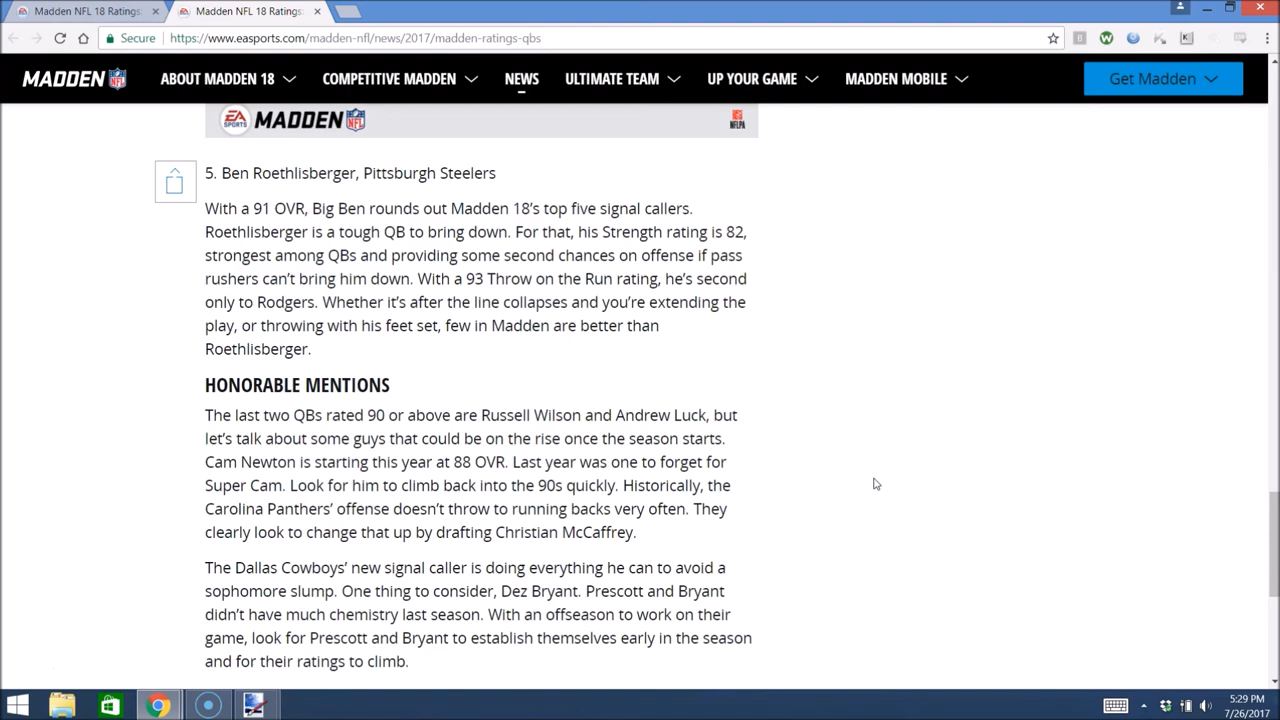 Madden NFL 18 Ratings:
Madden NFL 18 Ratings:
Secure https://www.easports.com/madden-nfl/news/2017/madden-ratings-qbs
MADDEN ABOUT MADDEN 18 COMPETITIVE MADDEN NEWS ULTIMATE TEAM UP YOUR GAME MADDEN MOBILE Get Madden
EA SPORTS MADDEN NFL NFLPA
5. Ben Roethlisberger, Pittsburgh Steelers
With a 91 OVR, Big Ben rounds out Madden 18’s top five signal callers.
Roethlisberger is a tough QB to bring down. For that, his Strength rating is 82,
strongest among QBs and providing some second chances on offense if pass
rushers can’t bring him down. With a 93 Throw on the Run rating, he’s second
only to Rodgers. Whether it’s after the line collapses and you’re extending the
play, or throwing with his feet set, few in Madden are better than
Roethlisberger.
HONORABLE MENTIONS
The last two QBs rated 90 or above are Russell Wilson and Andrew Luck, but
let’s talk about some guys that could be on the rise once the season starts.
Cam Newton is starting this year at 88 OVR. Last year was one to forget for
Super Cam. Look for him to climb back into the 90s quickly. Historically, the
Carolina Panthers’ offense doesn’t throw to running backs very often. They
clearly look to change that up by drafting Christian McCaffrey.
The Dallas Cowboys’ new signal caller is doing everything he can to avoid a
sophomore slump. One thing to consider, Dez Bryant. Prescott and Bryant
didn’t have much chemistry last season. With an offseason to work on their
game, look for Prescott and Bryant to establish themselves early in the season
and for their ratings to climb.
5:29 PM
7/26/2017